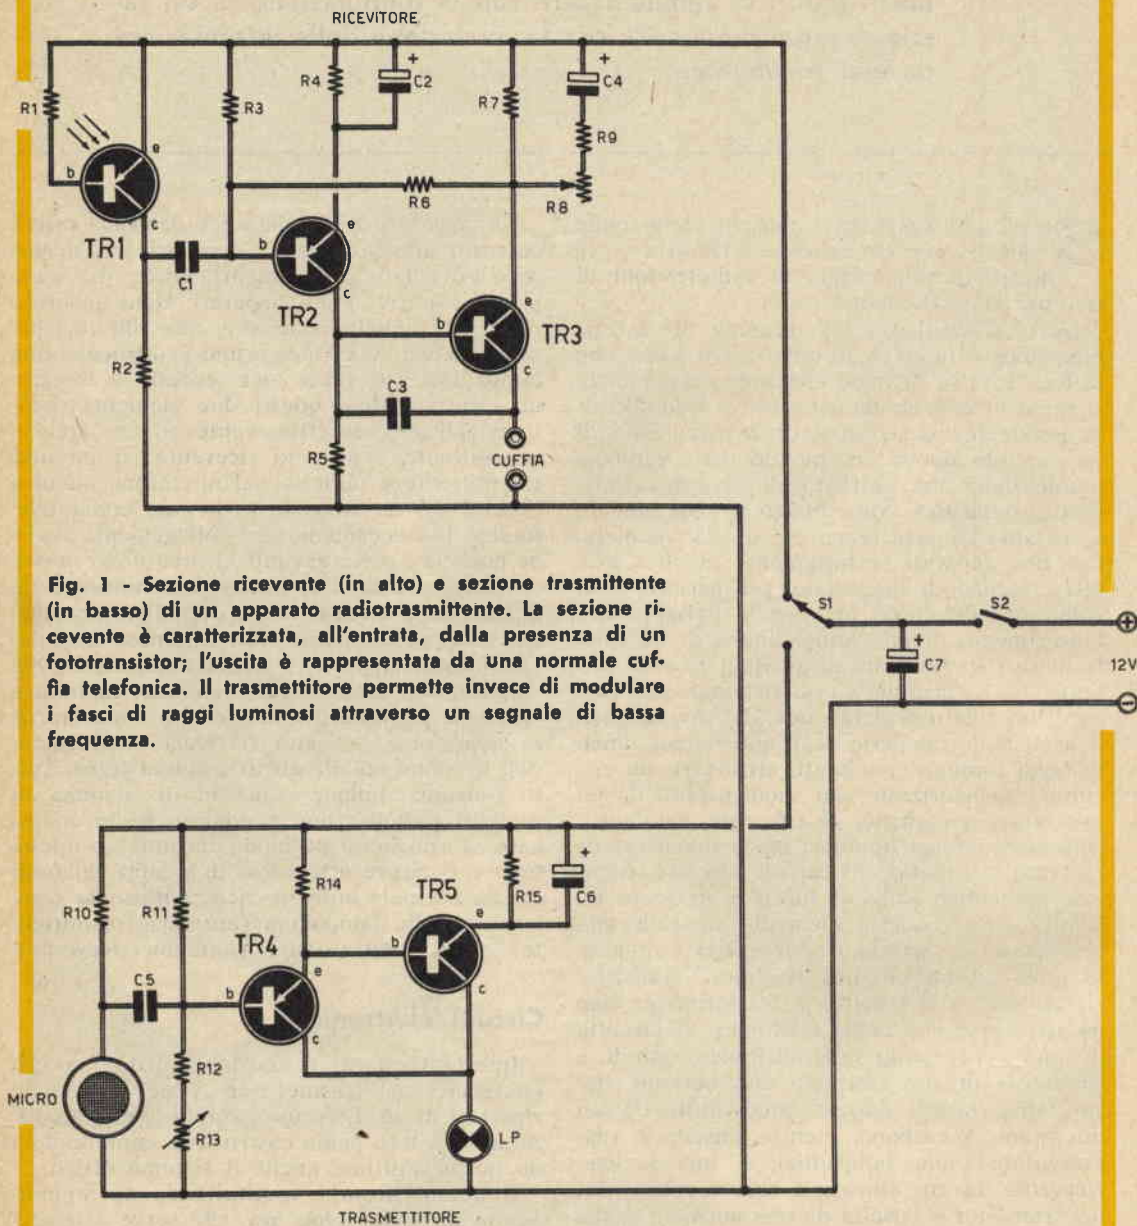 RICEVITORE
R1
R3
R4
+
C2
R7
+
C4
R9
e
b
c
TR1
R6
R8
C1
b
e
c
TR2
b
e
c
TR3
R2
C3
R5
CUFFIA
Fig. 1 - Sezione ricevente (in alto) e sezione trasmittente
(in basso) di un apparato radiotrasmittente. La sezione ri-
cevente è caratterizzata, all'entrata, dalla presenza di un
fototransistor; l'uscita è rappresentata da una normale cuf-
fia telefonica. Il trasmettitore permette invece di modulare
i fasci di raggi luminosi attraverso un segnale di bassa
frequenza.
S1
S2
+
+
C7
12V
-
R10
R11
R14
TR5
R15
+
C6
TR4
e
b
c
C5
b
e
c
R12
MICRO
R13
LP
TRASMETTITORE